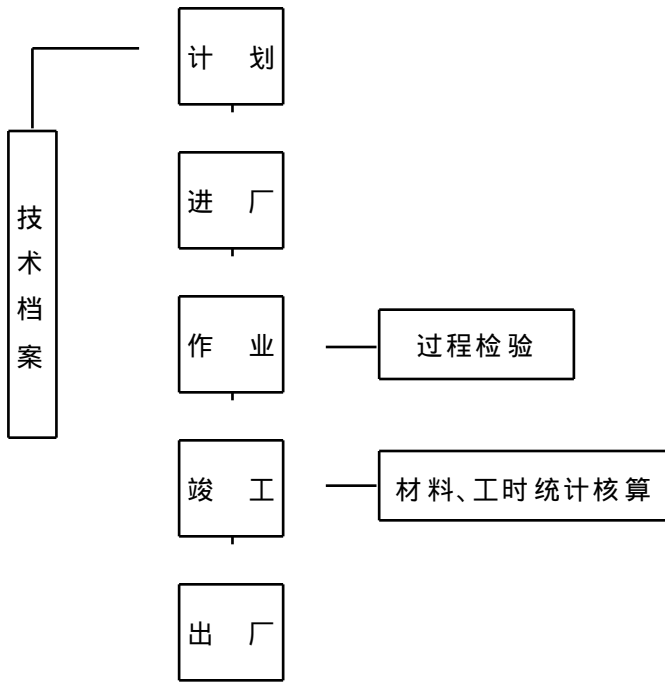 计 划
技术档案
进 厂
作 业
过程检验
竣 工
材料、工时统计核算
出 厂